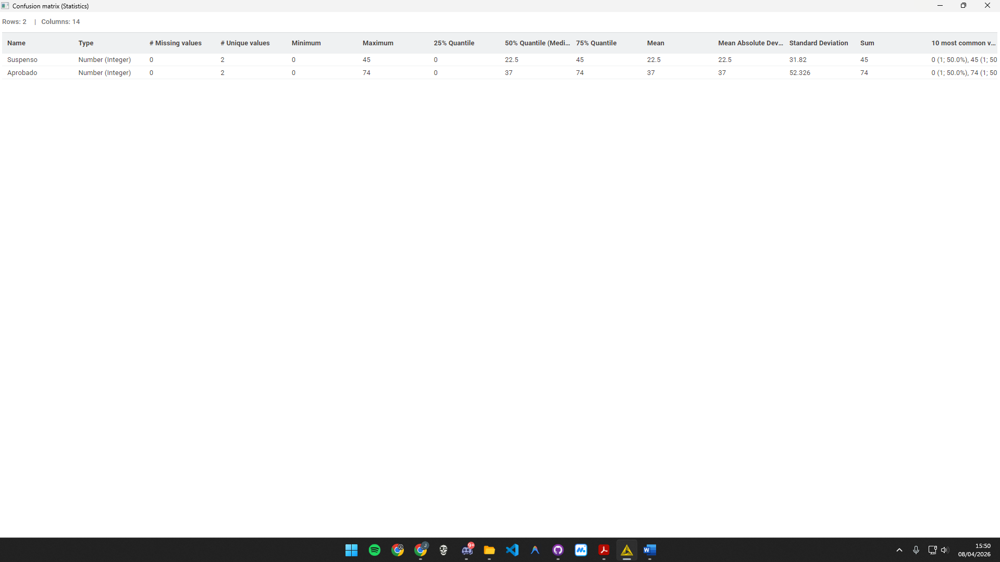 Confusion matrix (Statistics)
Rows: 2 | Columns: 14
Name Type # Missing values # Unique values Minimum Maximum 25% Quantile 50% Quantile (Medi... 75% Quantile Mean Mean Absolute Dev... Standard Deviation Sum 10 most common v...
Suspenso Number (Integer) 0 2 0 45 0 22.5 45 22.5 22.5 31.82 45 0 (1; 50.0%), 45 (1; 50
Aprobado Number (Integer) 0 2 0 74 0 37 74 37 37 52.326 74 0 (1; 50.0%), 74 (1; 50
J 9+ W 15:50
08/04/2026